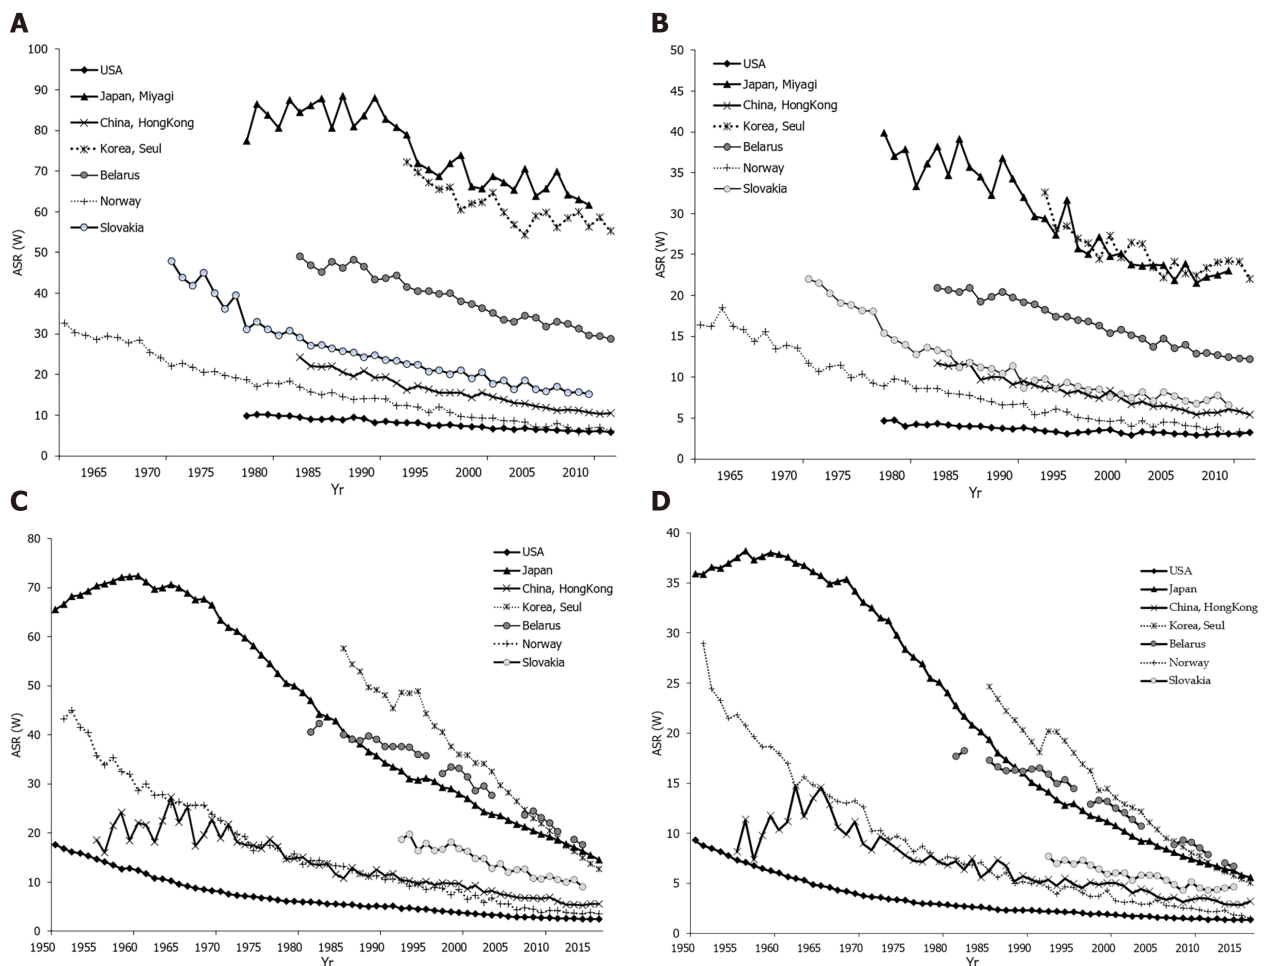 A
100
90
80
70
60
50
40
30
20
10
0
ASR (W)
USA
Japan, Miyagi
China, HongKong
Korea, Seul
Belarus
Norway
Slovakia
1965 1970 1975 1980 1985 1990 1995 2000 2005 2010
Yr
B
50
45
40
35
30
25
20
15
10
5
0
ASR (W)
USA
Japan, Miyagi
China, HongKong
Korea, Seul
Belarus
Norway
Slovakia
1965 1970 1975 1980 1985 1990 1995 2000 2005 2010
Yr
C
80
70
60
50
40
30
20
10
0
ASR (W)
USA
Japan
China, HongKong
Korea, Seul
Belarus
Norway
Slovakia
1950 1955 1960 1965 1970 1975 1980 1985 1990 1995 2000 2005 2010 2015
Yr
D
40
35
30
25
20
15
10
5
0
ASR (W)
USA
Japan
China, HongKong
Korea, Seul
Belarus
Norway
Slovakia
1950 1955 1960 1965 1970 1975 1980 1985 1990 1995 2000 2005 2010 2015
Yr